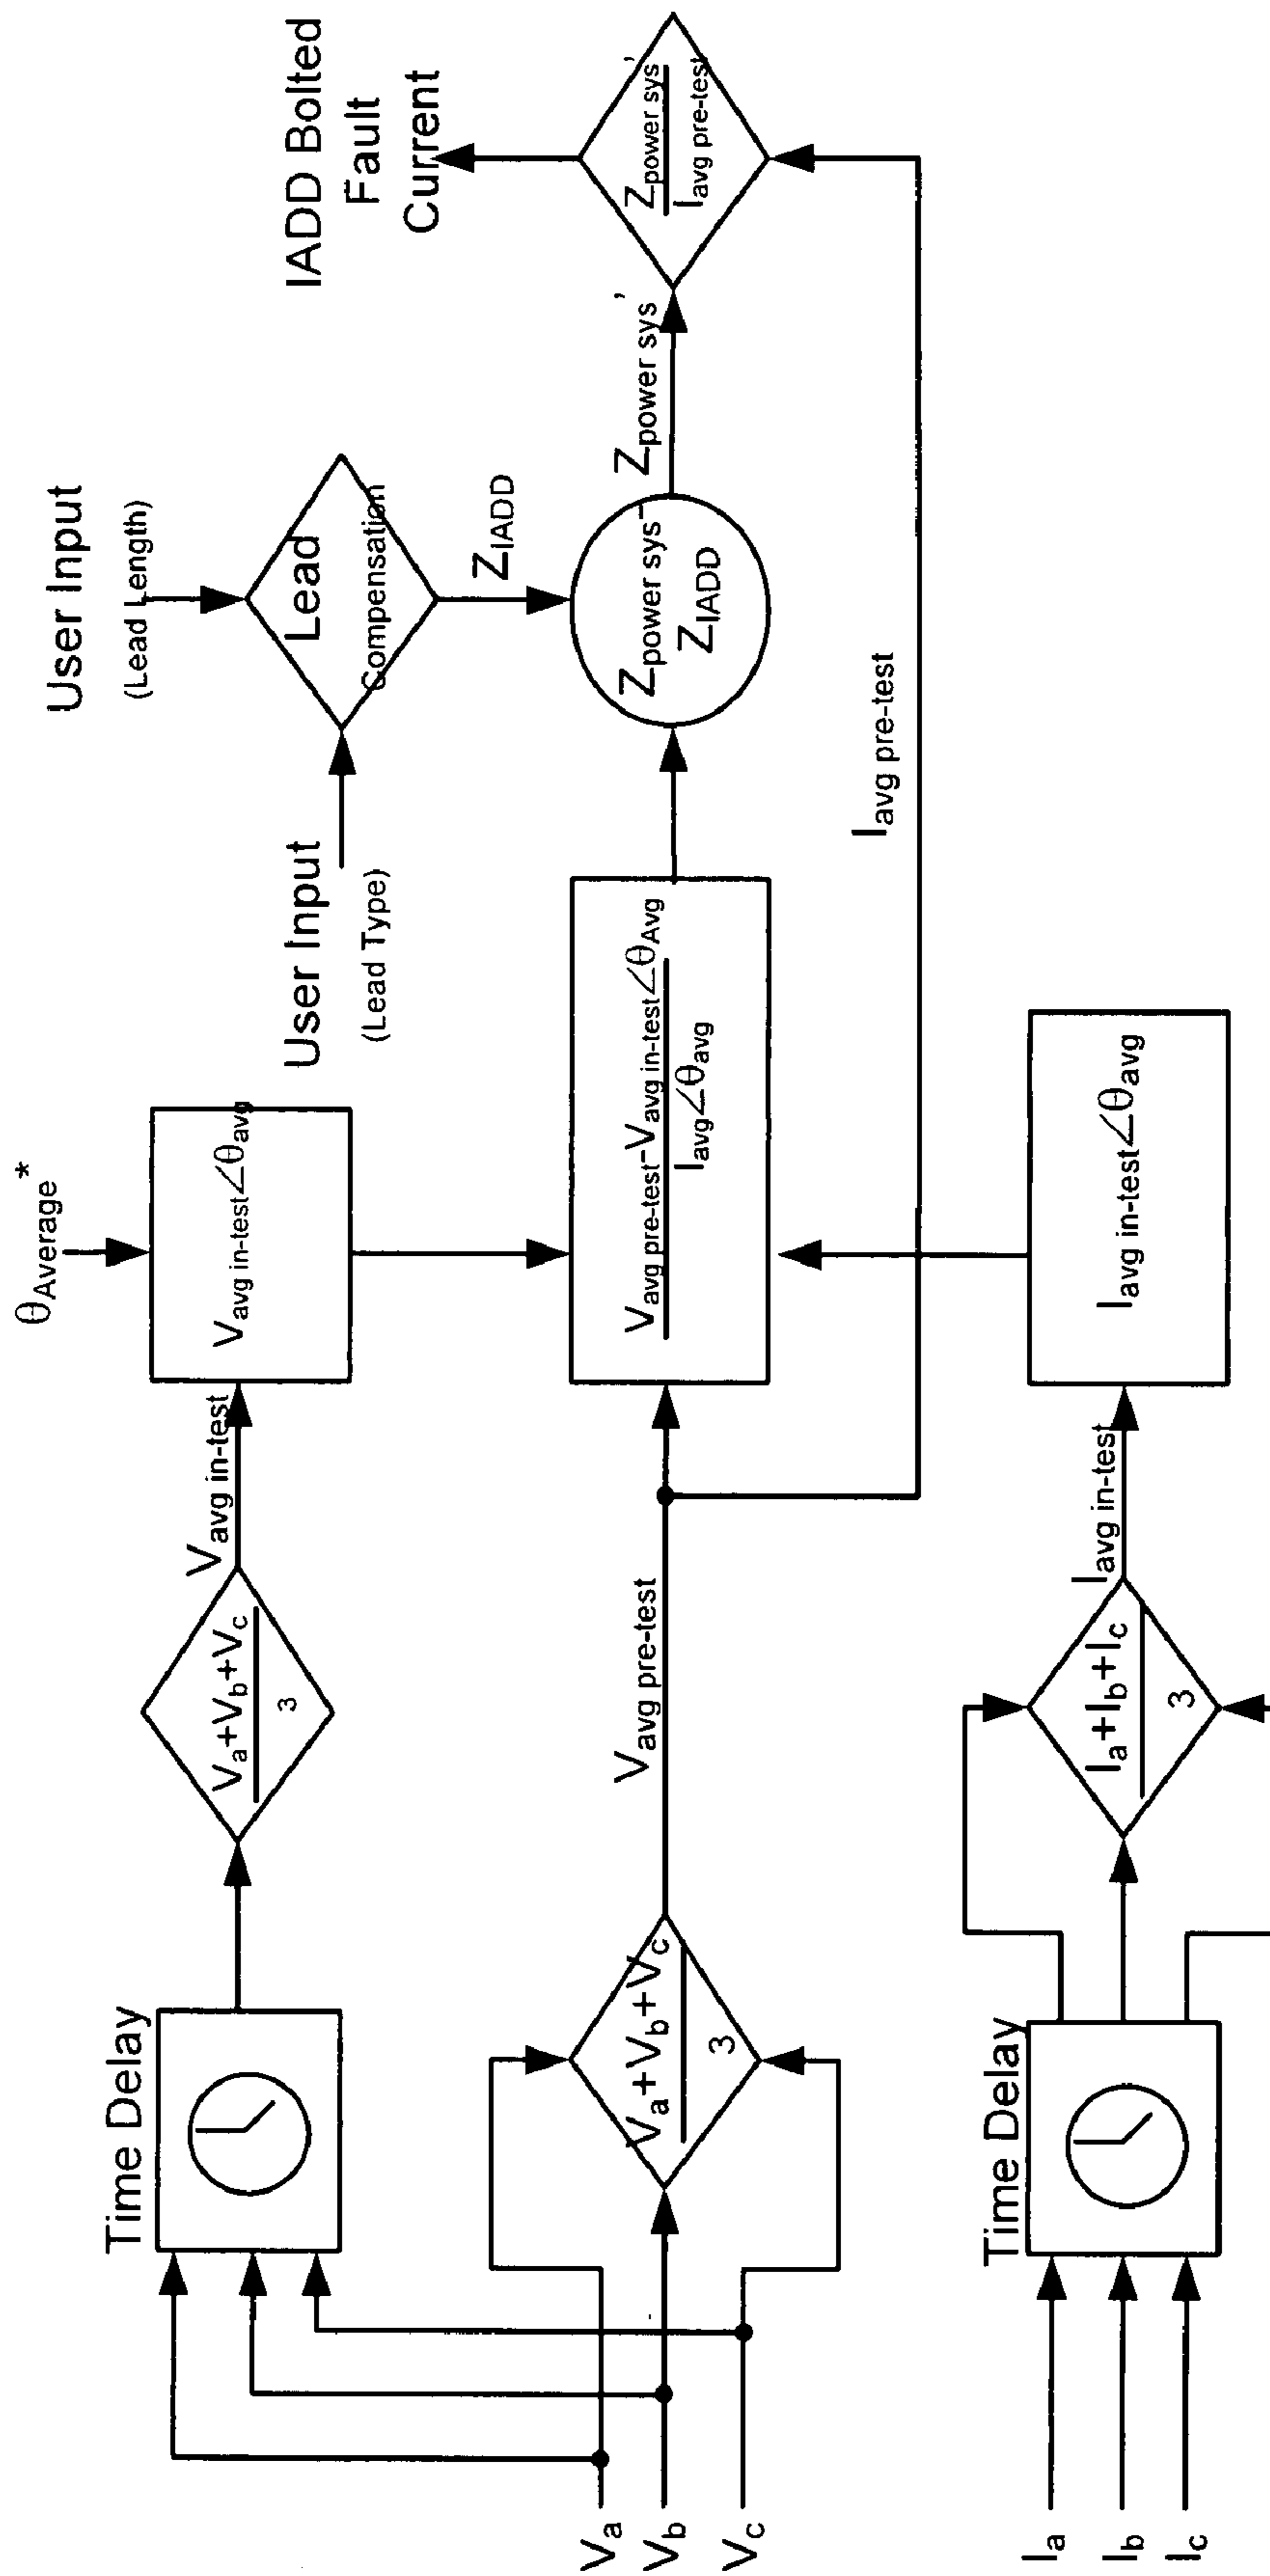 θAverage*
User Input
(Lead Length)
IADD Bolted
Fault
Current
Time Delay
Va+Vb+Vc
3
Vavg in-test
Vavg in-test∠θavg
User Input
(Lead Type)
Lead
Compensation
ZIADD
Va
Vb
Vc
Va+Vb+Vc
3
Vavg pre-test
Vavg pre-test-Vavg in-test∠θAvg
Iavg∠θavg
Zpower sys-
ZIADD
Zpower sys'
Zpower sys'
Iavg pre-test
Iavg pre-test
Ia
Ib
Ic
Time Delay
Ia+Ib+Ic
3
Iavg in-test
Iavg in-test∠θavg